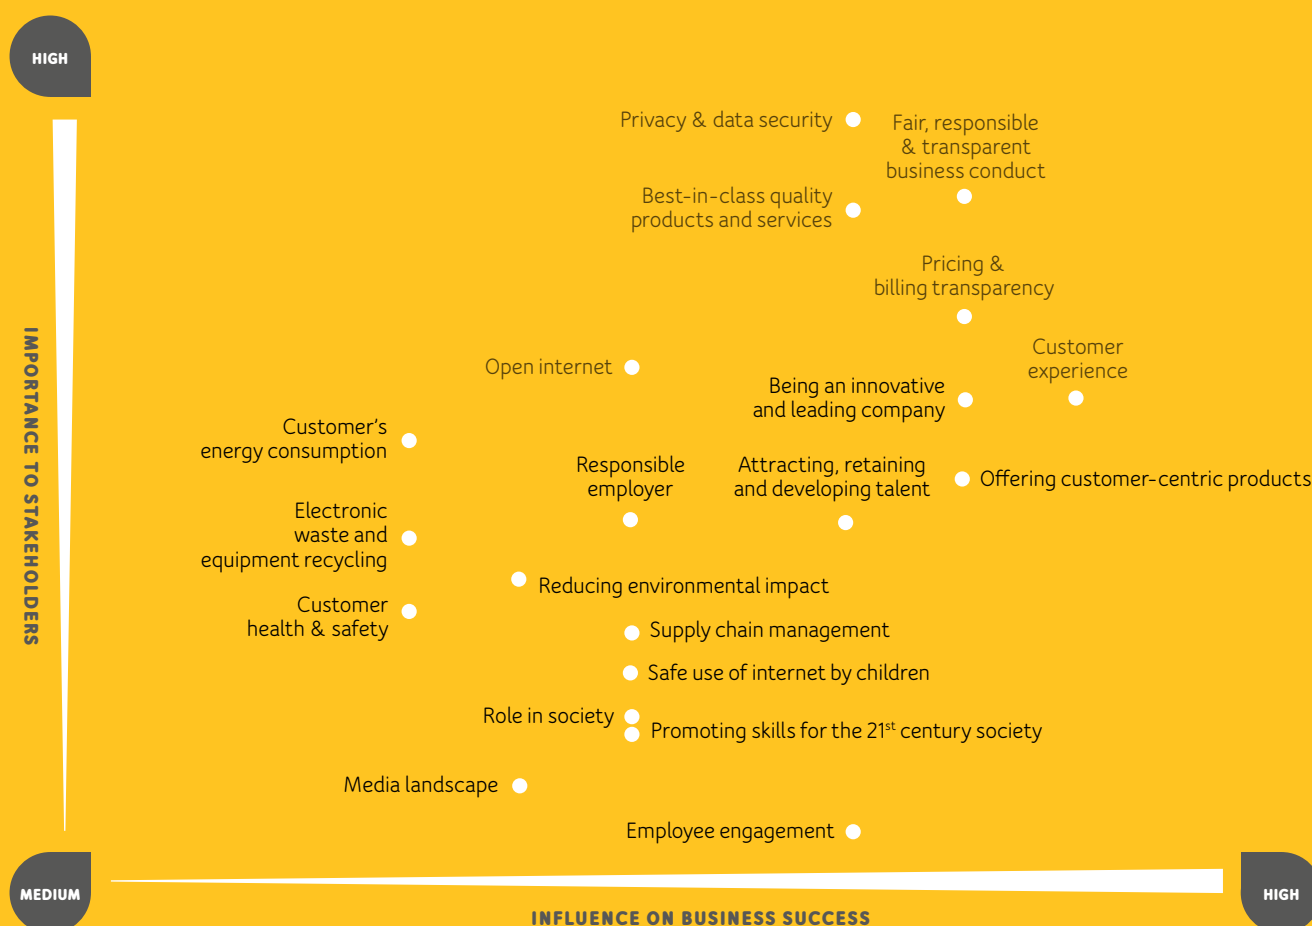 HIGH
Privacy & data security
Fair, responsible
& transparent
business conduct
Best-in-class quality
products and services
Pricing &
billing transparency
Customer
experience
Open internet
Being an innovative
and leading company
Customer’s
energy consumption
Responsible
employer
Attracting, retaining
and developing talent
Offering customer-centric products
Electronic
waste and
equipment recycling
Reducing environmental impact
Customer
health & safety
Supply chain management
Safe use of internet by children
Role in society
Promoting skills for the 21st century society
Media landscape
Employee engagement
IMPORTANCE TO STAKEHOLDERS
MEDIUM
HIGH
INFLUENCE ON BUSINESS SUCCESS